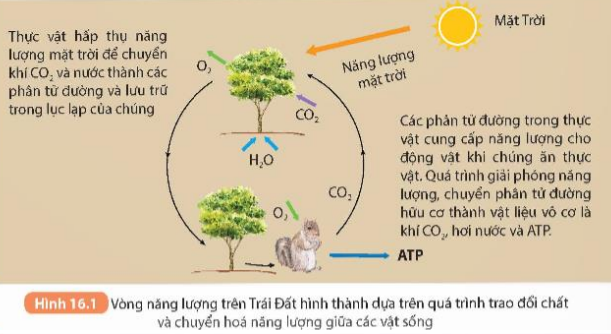 Mặt Trời
Thực vật hấp thụ năng
lượng mặt trời để chuyển
khí CO₂ và nước thành các
phân tử đường và lưu trữ
trong lục lạp của chúng
O₂
Năng lượng
mặt trời
CO₂
H₂O
Các phân tử đường trong thực
vật cung cấp năng lượng cho
động vật khi chúng ăn thực
vật. Quá trình giải phóng năng
lượng, chuyển phân tử đường
hữu cơ thành vật liệu vô cơ là
khí CO₂, hơi nước và ATP.
CO₂
O₂
ATP
Hình 16.1 Vòng năng lượng trên Trái Đất hình thành dựa trên quá trình trao đổi chất
và chuyển hoá năng lượng giữa các vật sống